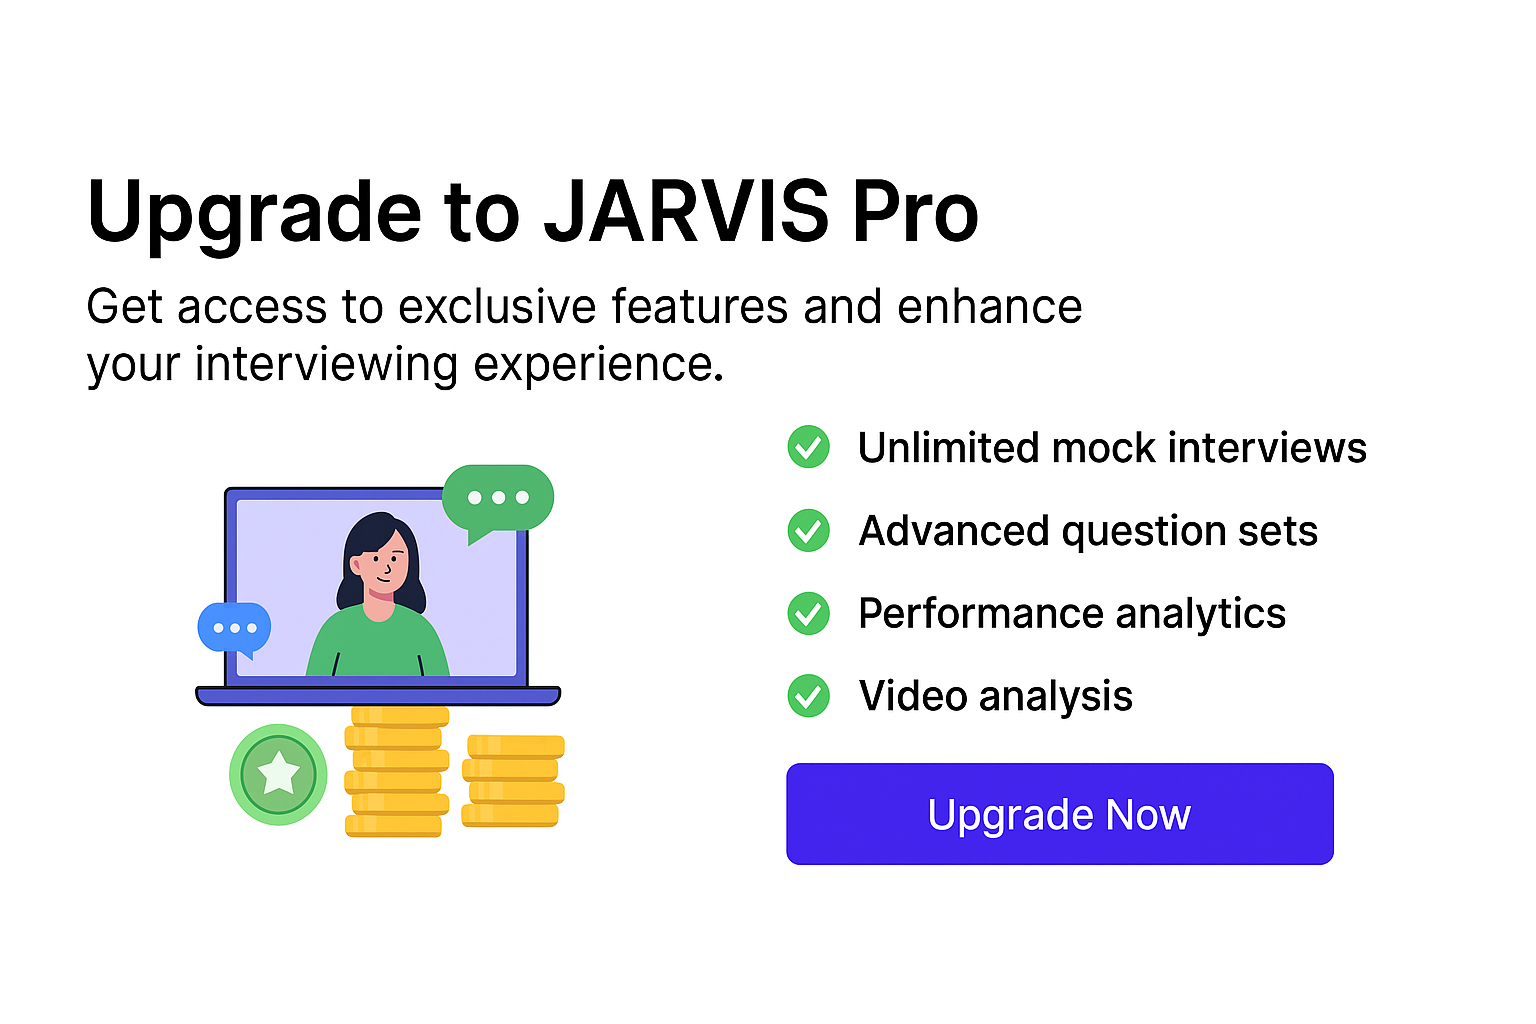 Upgrade to JARVIS Pro
Get access to exclusive features and enhance
your interviewing experience.
Unlimited mock interviews
Advanced question sets
Performance analytics
Video analysis
Upgrade Now